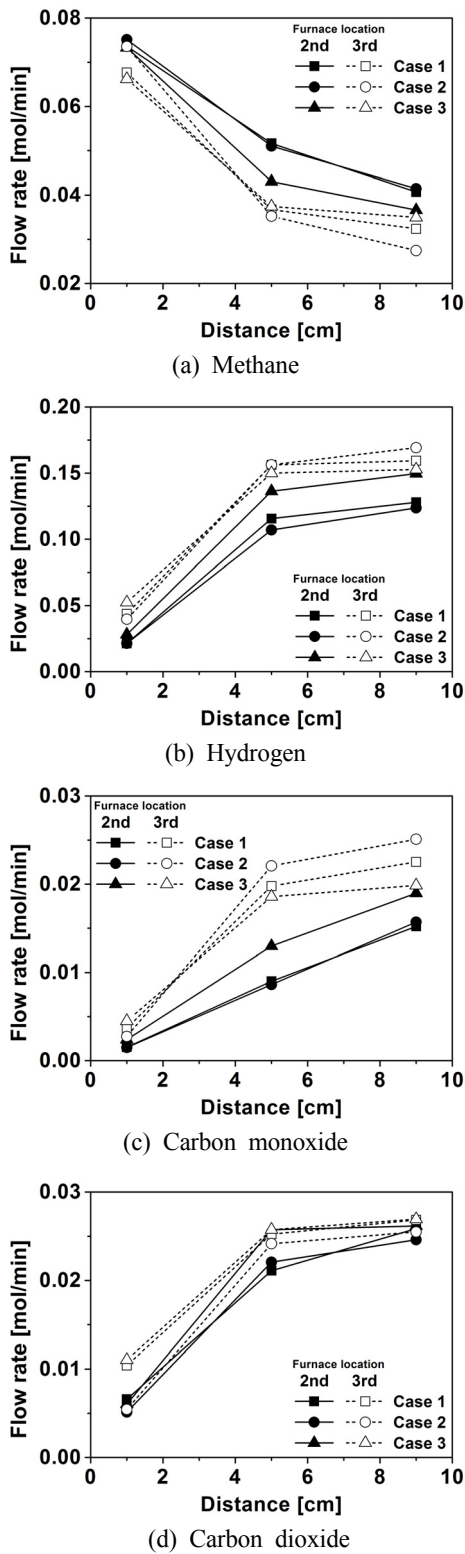 0.08
0.06
0.04
0.02
Flow rate [mol/min]
Furnace location
2nd 3rd
Case 1
Case 2
Case 3
0 2 4 6 8 10
Distance [cm]
(a) Methane
0.20
0.15
0.10
0.05
0.00
Flow rate [mol/min]
Furnace location
2nd 3rd
Case 1
Case 2
Case 3
0 2 4 6 8 10
Distance [cm]
(b) Hydrogen
0.03
0.02
0.01
0.00
Flow rate [mol/min]
Furnace location
2nd 3rd
Case 1
Case 2
Case 3
0 2 4 6 8 10
Distance [cm]
(c) Carbon monoxide
0.03
0.02
0.01
0.00
Flow rate [mol/min]
Furnace location
2nd 3rd
Case 1
Case 2
Case 3
0 2 4 6 8 10
Distance [cm]
(d) Carbon dioxide